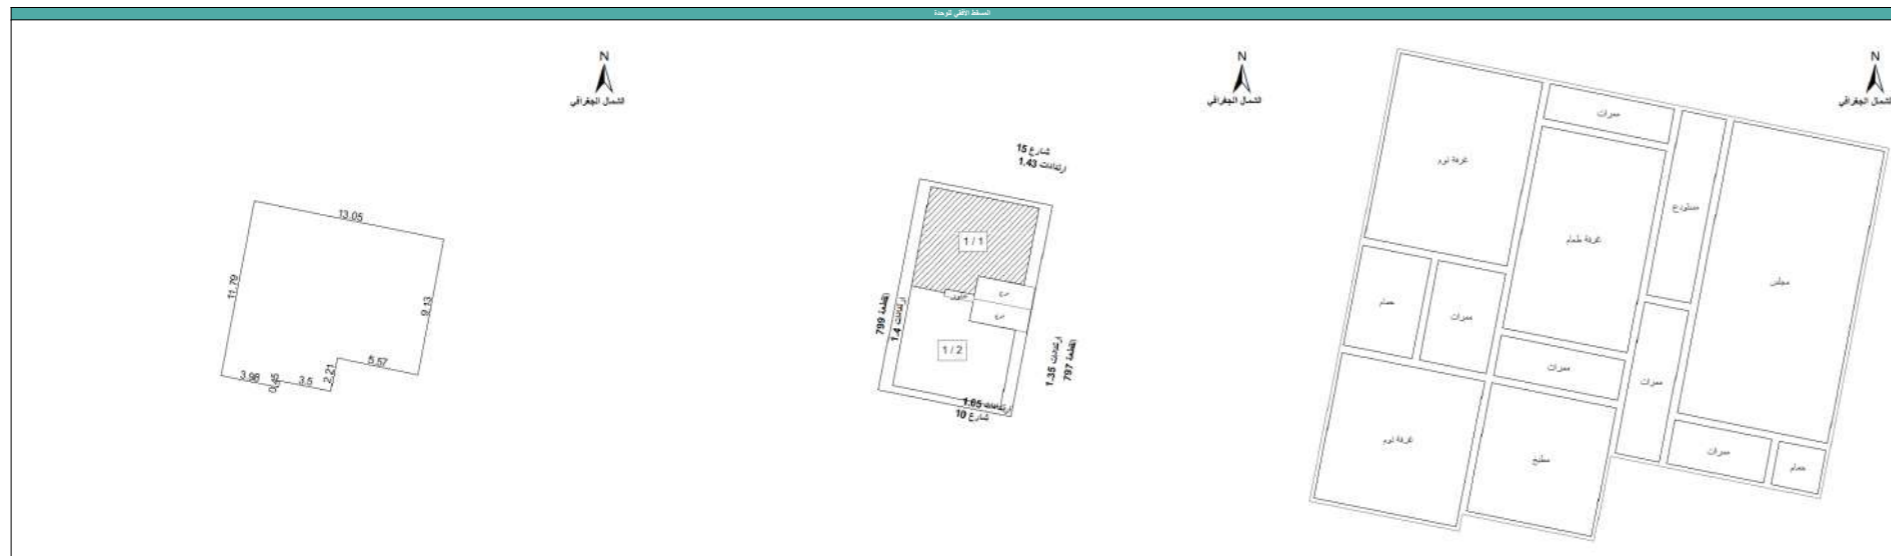 المسقط الافقي للوحدة
N
الشمال الجغرافي
13.05
11.79
9.13
5.57
2.21
3.5
0.45
3.98
N
الشمال الجغرافي
شارع 15
ارتدادات 1.43
1 / 1
درج
درج
1 / 2
القطعة 799
ارتدادات 1.4
ارتدادات 1.35
القطعة 797
ارتدادات 1.65
شارع 10
N
الشمال الجغرافي
ممرات
غرفة نوم
مستودع
غرفة طعام
مجلس
حمام
ممرات
ممرات
ممرات
غرفة نوم
مطبخ
ممرات
حمام